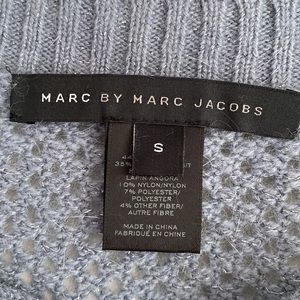 MARC BY MARC JACOBS
S
LAPIN ANGORA
10% NYLON/NYLON
7% POLYESTER/
POLYESTER
4% OTHER FIBER/
AUTRE FIBRE
MADE IN CHINA
FABRIQUÉ EN CHINE